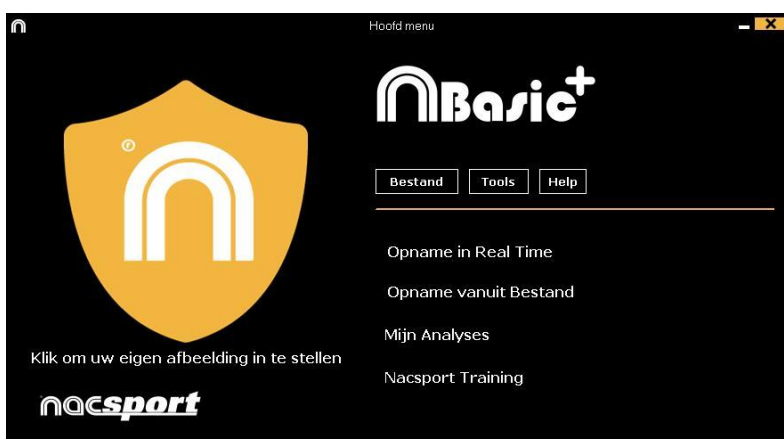 Hoofd menu
nBasic+
Bestand Tools Help
Opname in Real Time
Opname vanuit Bestand
Mijn Analyses
Nacsport Training
n
®
Klik om uw eigen afbeelding in te stellen
nacsport